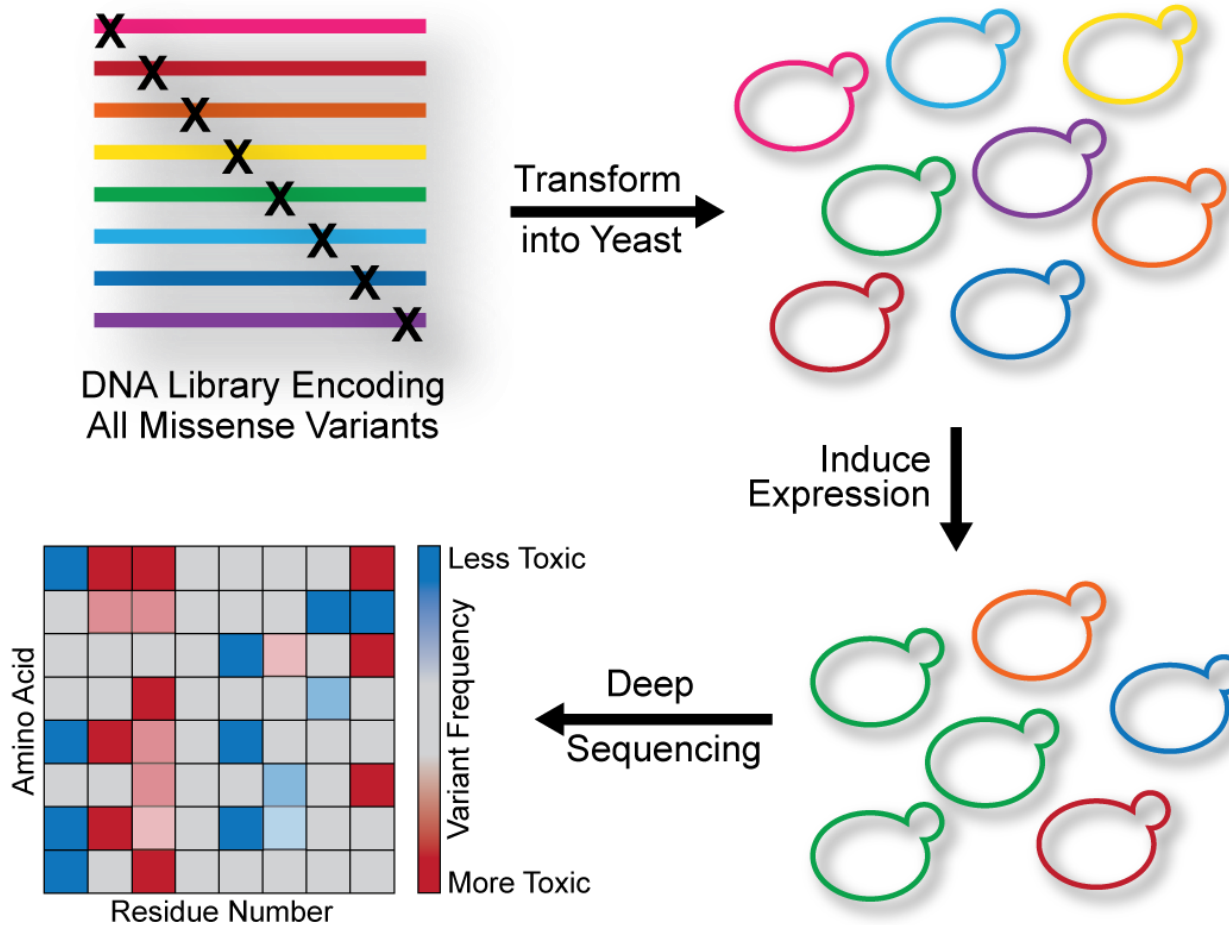 X
X
X
X
X
X
X
X
DNA Library Encoding
All Missense Variants
Transform
into Yeast
Induce
Expression
Deep
Sequencing
Less Toxic
Variant Frequency
More Toxic
Amino Acid
Residue Number